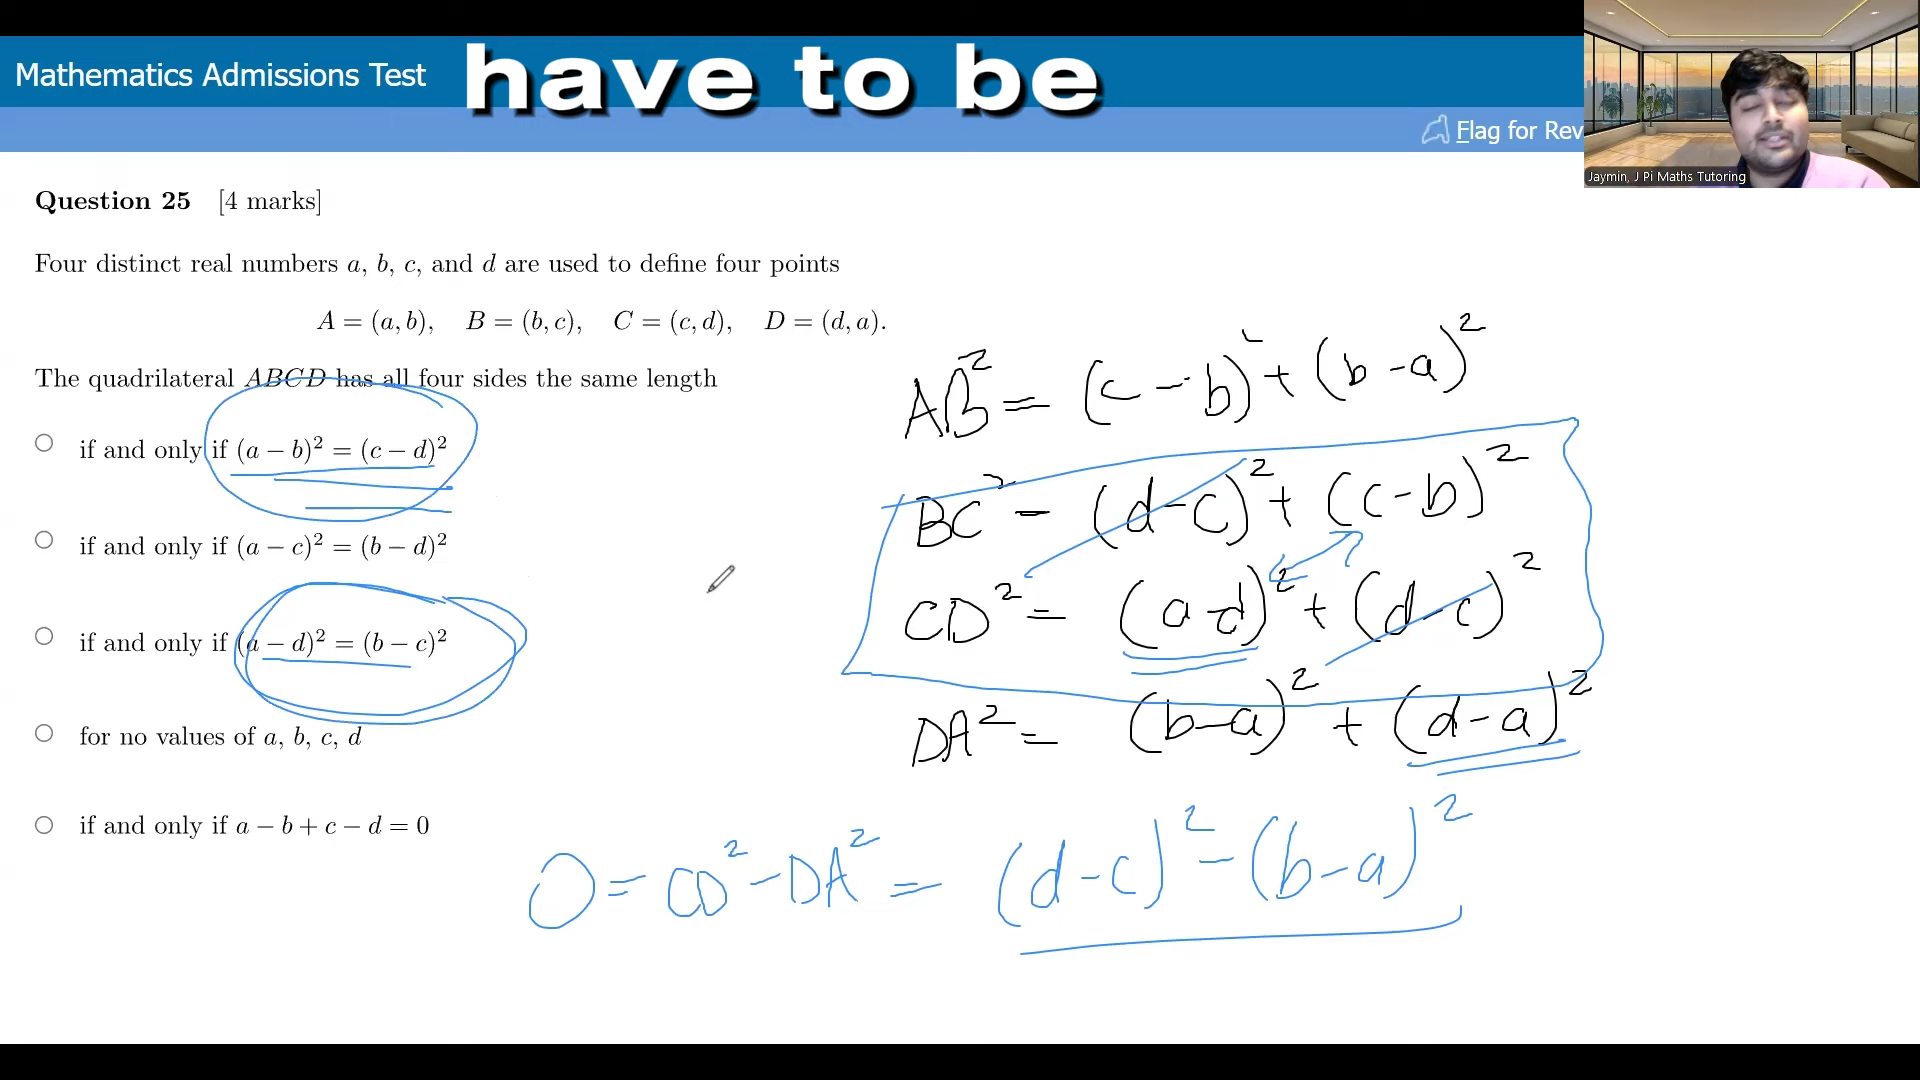 Mathematics Admissions Test
have to be
Flag for Rev
Jaymin, J Pi Maths Tutoring
Question 25 [4 marks]
Four distinct real numbers a, b, c, and d are used to define four points
A = (a, b), B = (b, c), C = (c, d), D = (d, a).
The quadrilateral ABCD has all four sides the same length
if and only if (a − b)² = (c − d)²
if and only if (a − c)² = (b − d)²
if and only if (a − d)² = (b − c)²
for no values of a, b, c, d
if and only if a − b + c − d = 0
AB² = (c − b)² + (b − a)²
BC² = (d − c)² + (c − b)²
CD² = (a − d)² + (d − c)²
DA² = (b − a)² + (d − a)²
0 = CD² − DA² = (d − c)² − (b − a)²